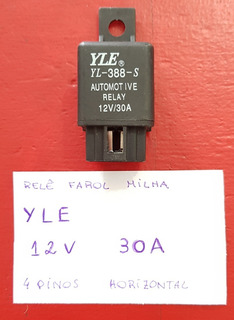 YLE®
YL-388-S
AUTOMOTIVE
RELAY
12V/30A
RELÊ FAROL MILHA
YLE
12V 30A
4 PINOS HORIZONTAL